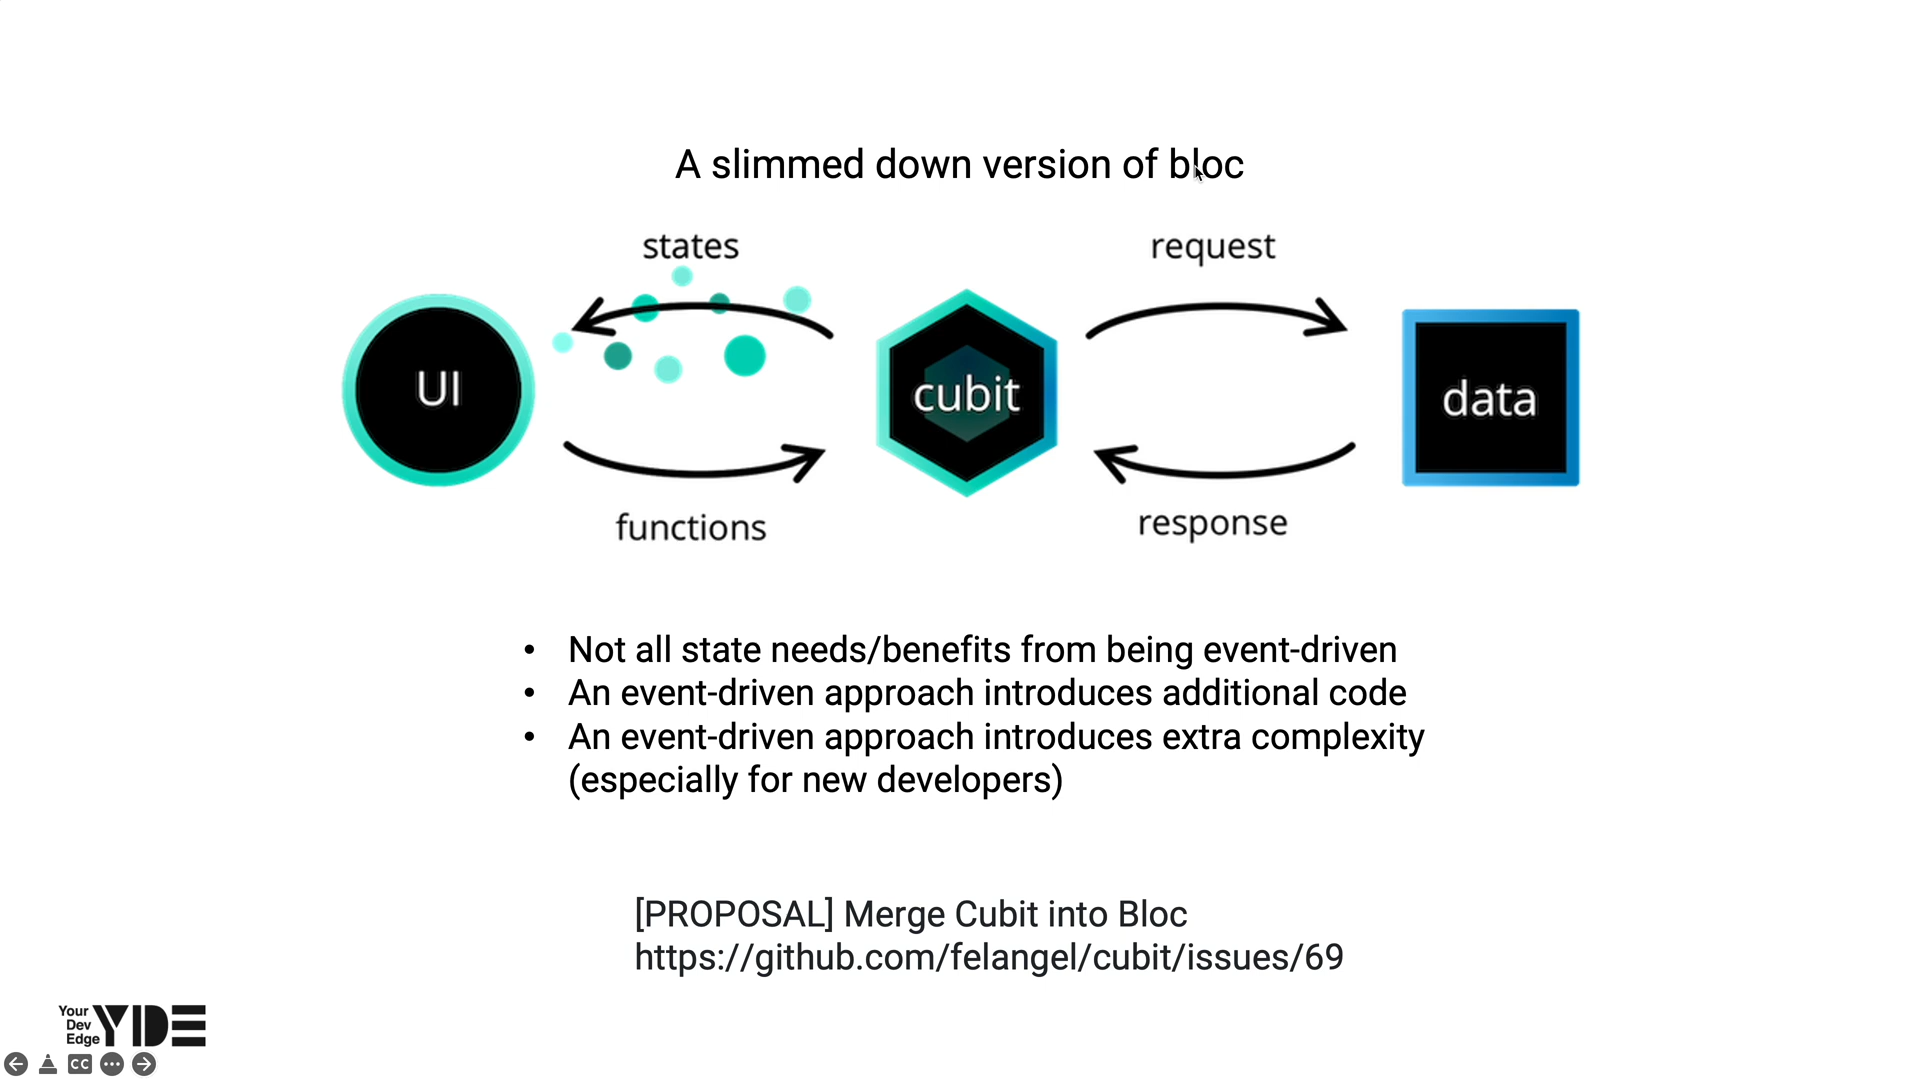 A slimmed down version of bloc
states
request
UI
cubit
data
functions
response
• Not all state needs/benefits from being event-driven
• An event-driven approach introduces additional code
• An event-driven approach introduces extra complexity
(especially for new developers)
[PROPOSAL] Merge Cubit into Bloc
https://github.com/felangel/cubit/issues/69
Your
Dev
Edge
YDE
CC